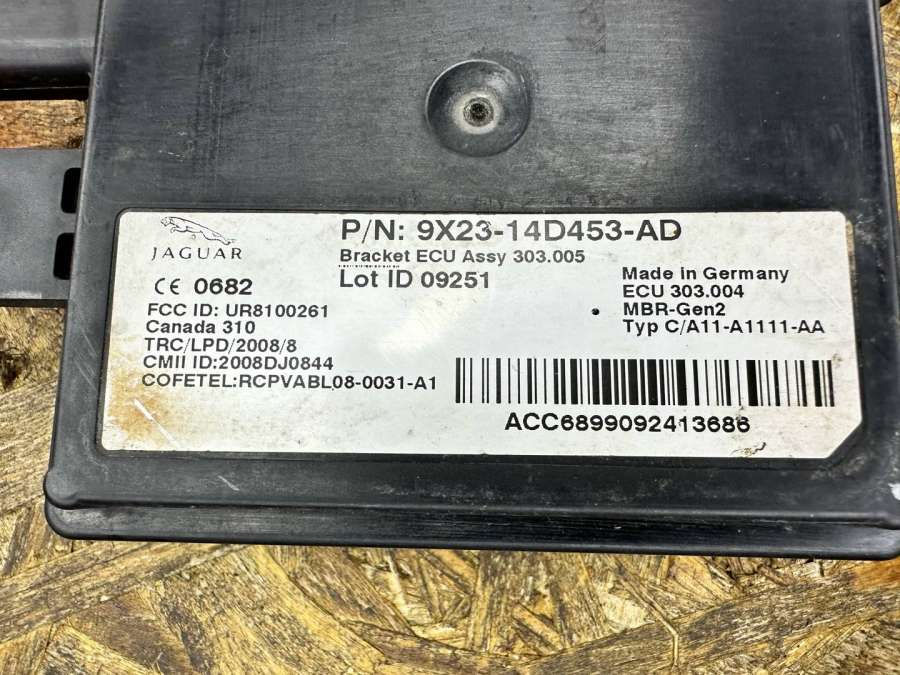 JAGUAR
P/N: 9X23-14D453-AD
Bracket ECU Assy 303.005
Lot ID 09251
CE 0682
FCC ID: UR8100261
Canada 310
TRC/LPD/2008/8
CMII ID:2008DJ0844
COFETEL:RCPVABL08-0031-A1
Made in Germany
ECU 303.004
MBR-Gen2
Typ C/A11-A1111-AA
ACC6899092413686